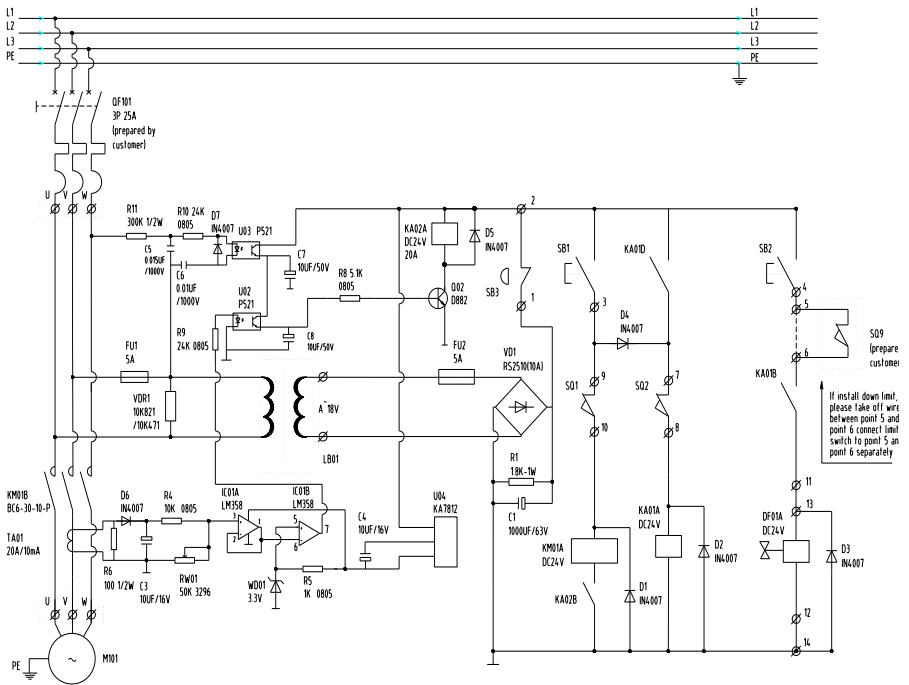 L1
L2
L3
PE
L1
L2
L3
PE
QF101
3P 25A
(prepared by
customer)
U V W
R11
300K 1/2W
R10 24K
0805
D7
IN4007
U03 P521
C5
0.015UF
/1000V
C6
0.01UF
/1000V
C7
10UF/50V
U02
P521
R9
24K 0805
C8
10UF/50V
R8 5.1K
0805
KA02A
DC24V
20A
D5
IN4007
Q02
D882
2
SB3
1
SB1
3
KA01D
D4
IN4007
SB2
4
5
6
SQ9
(prepare
customer
KA01B
FU1
5A
VDR1
10K821
/10K471
A~18V
LB01
FU2
5A
VD1
RS2510(10A)
SQ1
9
10
SQ2
7
8
If install down limit,
please take off wire
between point 5 and
point 6 connect limit
switch to point 5 an
point 6 separately
R1
1.8K-1W
C1
1000UF/63V
KM01B
BC6-30-10-P
TA01
20A/10mA
D6
IN4007
R4
10K 0805
R6
100 1/2W
C3
10UF/16V
RW01
50K 3296
IC01A
LM358
3
2
1
IC01B
LM358
5
6
7
WD01
3.3V
R5
1K 0805
C4
10UF/16V
U04
KA7812
KM01A
DC24V
KA02B
D1
IN4007
KA01A
DC24V
D2
IN4007
11
13
DF01A
DC24V
D3
IN4007
12
14
U V W
M101
~
PE